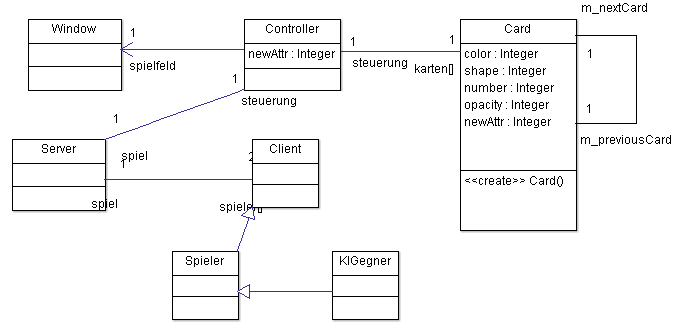 m_nextCard
Window
Controller
Card
1
newAttr : Integer
1
1
color : Integer
1
spielfeld
steuerung
karten[]
shape : Integer
1
number : Integer
steuerung
opacity : Integer
1
1
newAttr : Integer
m_previousCard
Server
spiel
1
2
Client
<<create>> Card()
spiel
spieler[]
Spieler
KIGegner